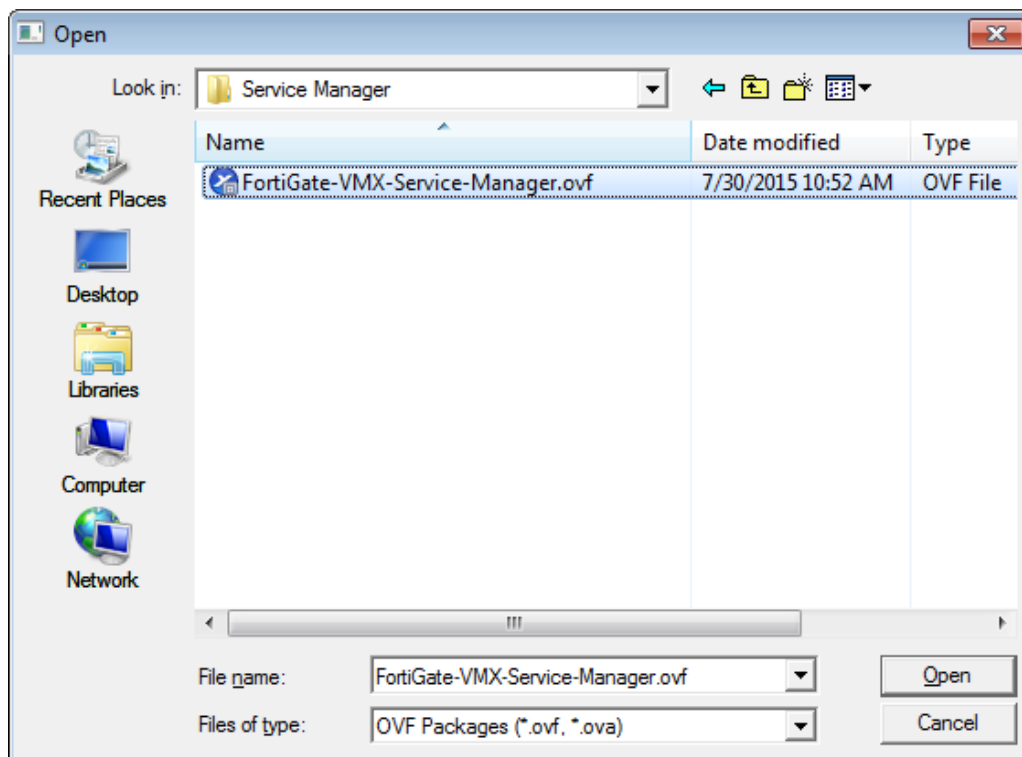 Open
Look in:
Service Manager
Name
Date modified
Type
FortiGate-VMX-Service-Manager.ovf
7/30/2015 10:52 AM
OVF File
Recent Places
Desktop
Libraries
Computer
Network
File name:
FortiGate-VMX-Service-Manager.ovf
Open
Files of type:
OVF Packages (*.ovf, *.ova)
Cancel